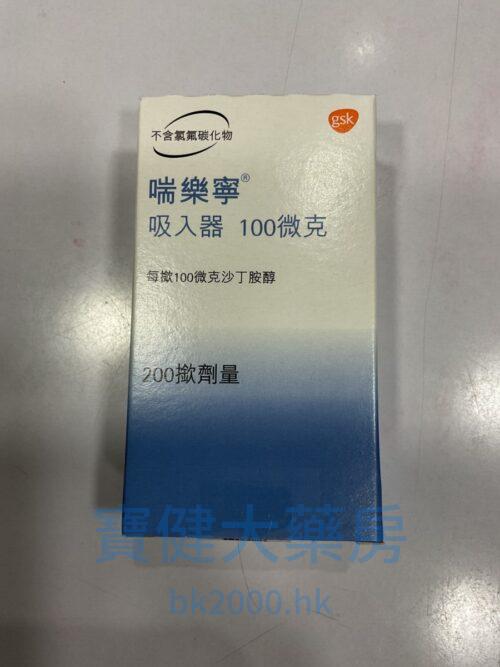 gsk
不含氯氟碳化物
喘樂寧®
吸入器 100微克
每撳100微克沙丁胺醇
200撳劑量
寶健大藥房
bk2000.hk